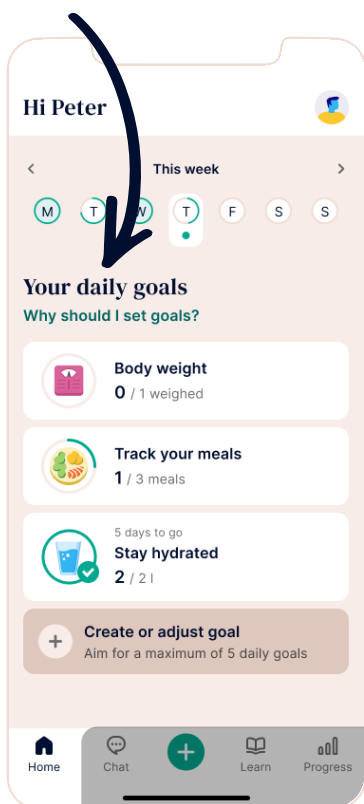 Hi Peter
This week
M T W T F S S
Your daily goals
Why should I set goals?
Body weight
0 / 1 weighed
Track your meals
1 / 3 meals
5 days to go
Stay hydrated
2 / 2 l
Create or adjust goal
Aim for a maximum of 5 daily goals
Home Chat Learn Progress